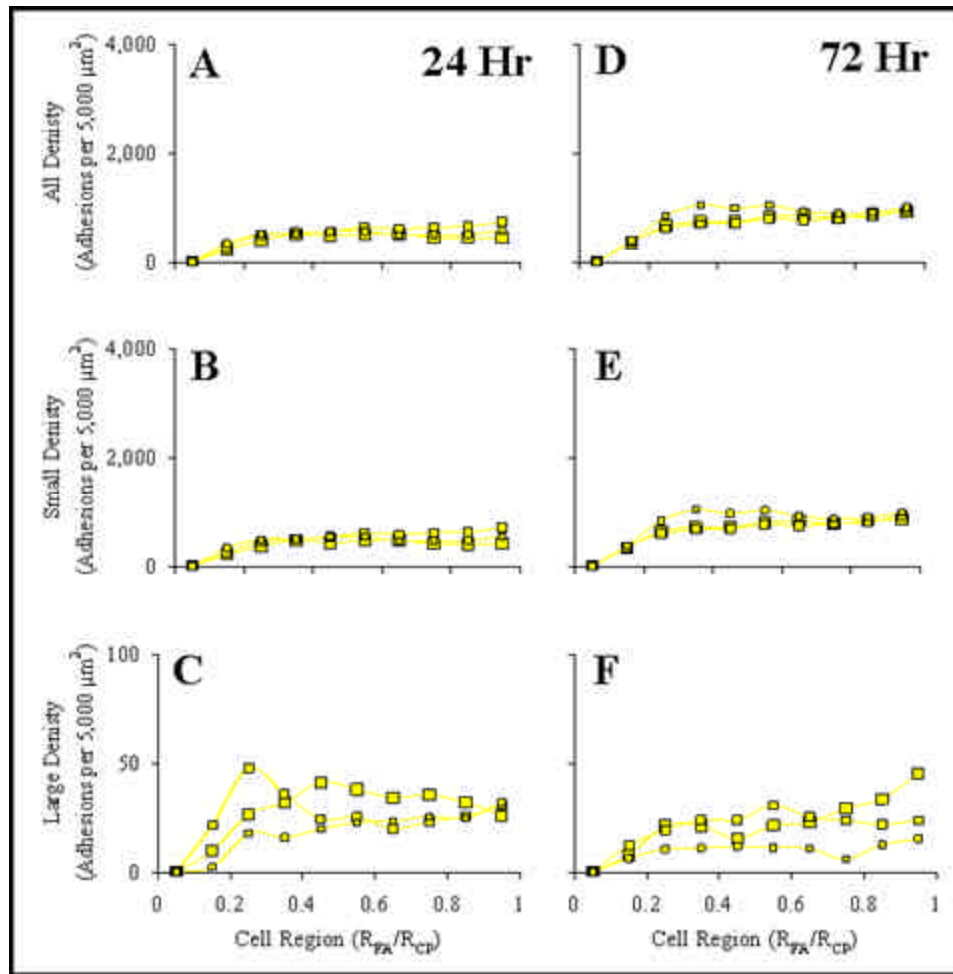 A
24 Hr
D
72 Hr
4,000
2,000
0
All Denisty
(Adhesions per 5,000 µm²)
B
E
4,000
2,000
0
Small Denisty
(Adhesions per 5,000 µm²)
C
F
100
50
0
Large Denisty
(Adhesions per 5,000 µm²)
0 0.2 0.4 0.6 0.8 1
0 0.2 0.4 0.6 0.8 1
Cell Region (R_FA/R_CP)
Cell Region (R_FA/R_CP)